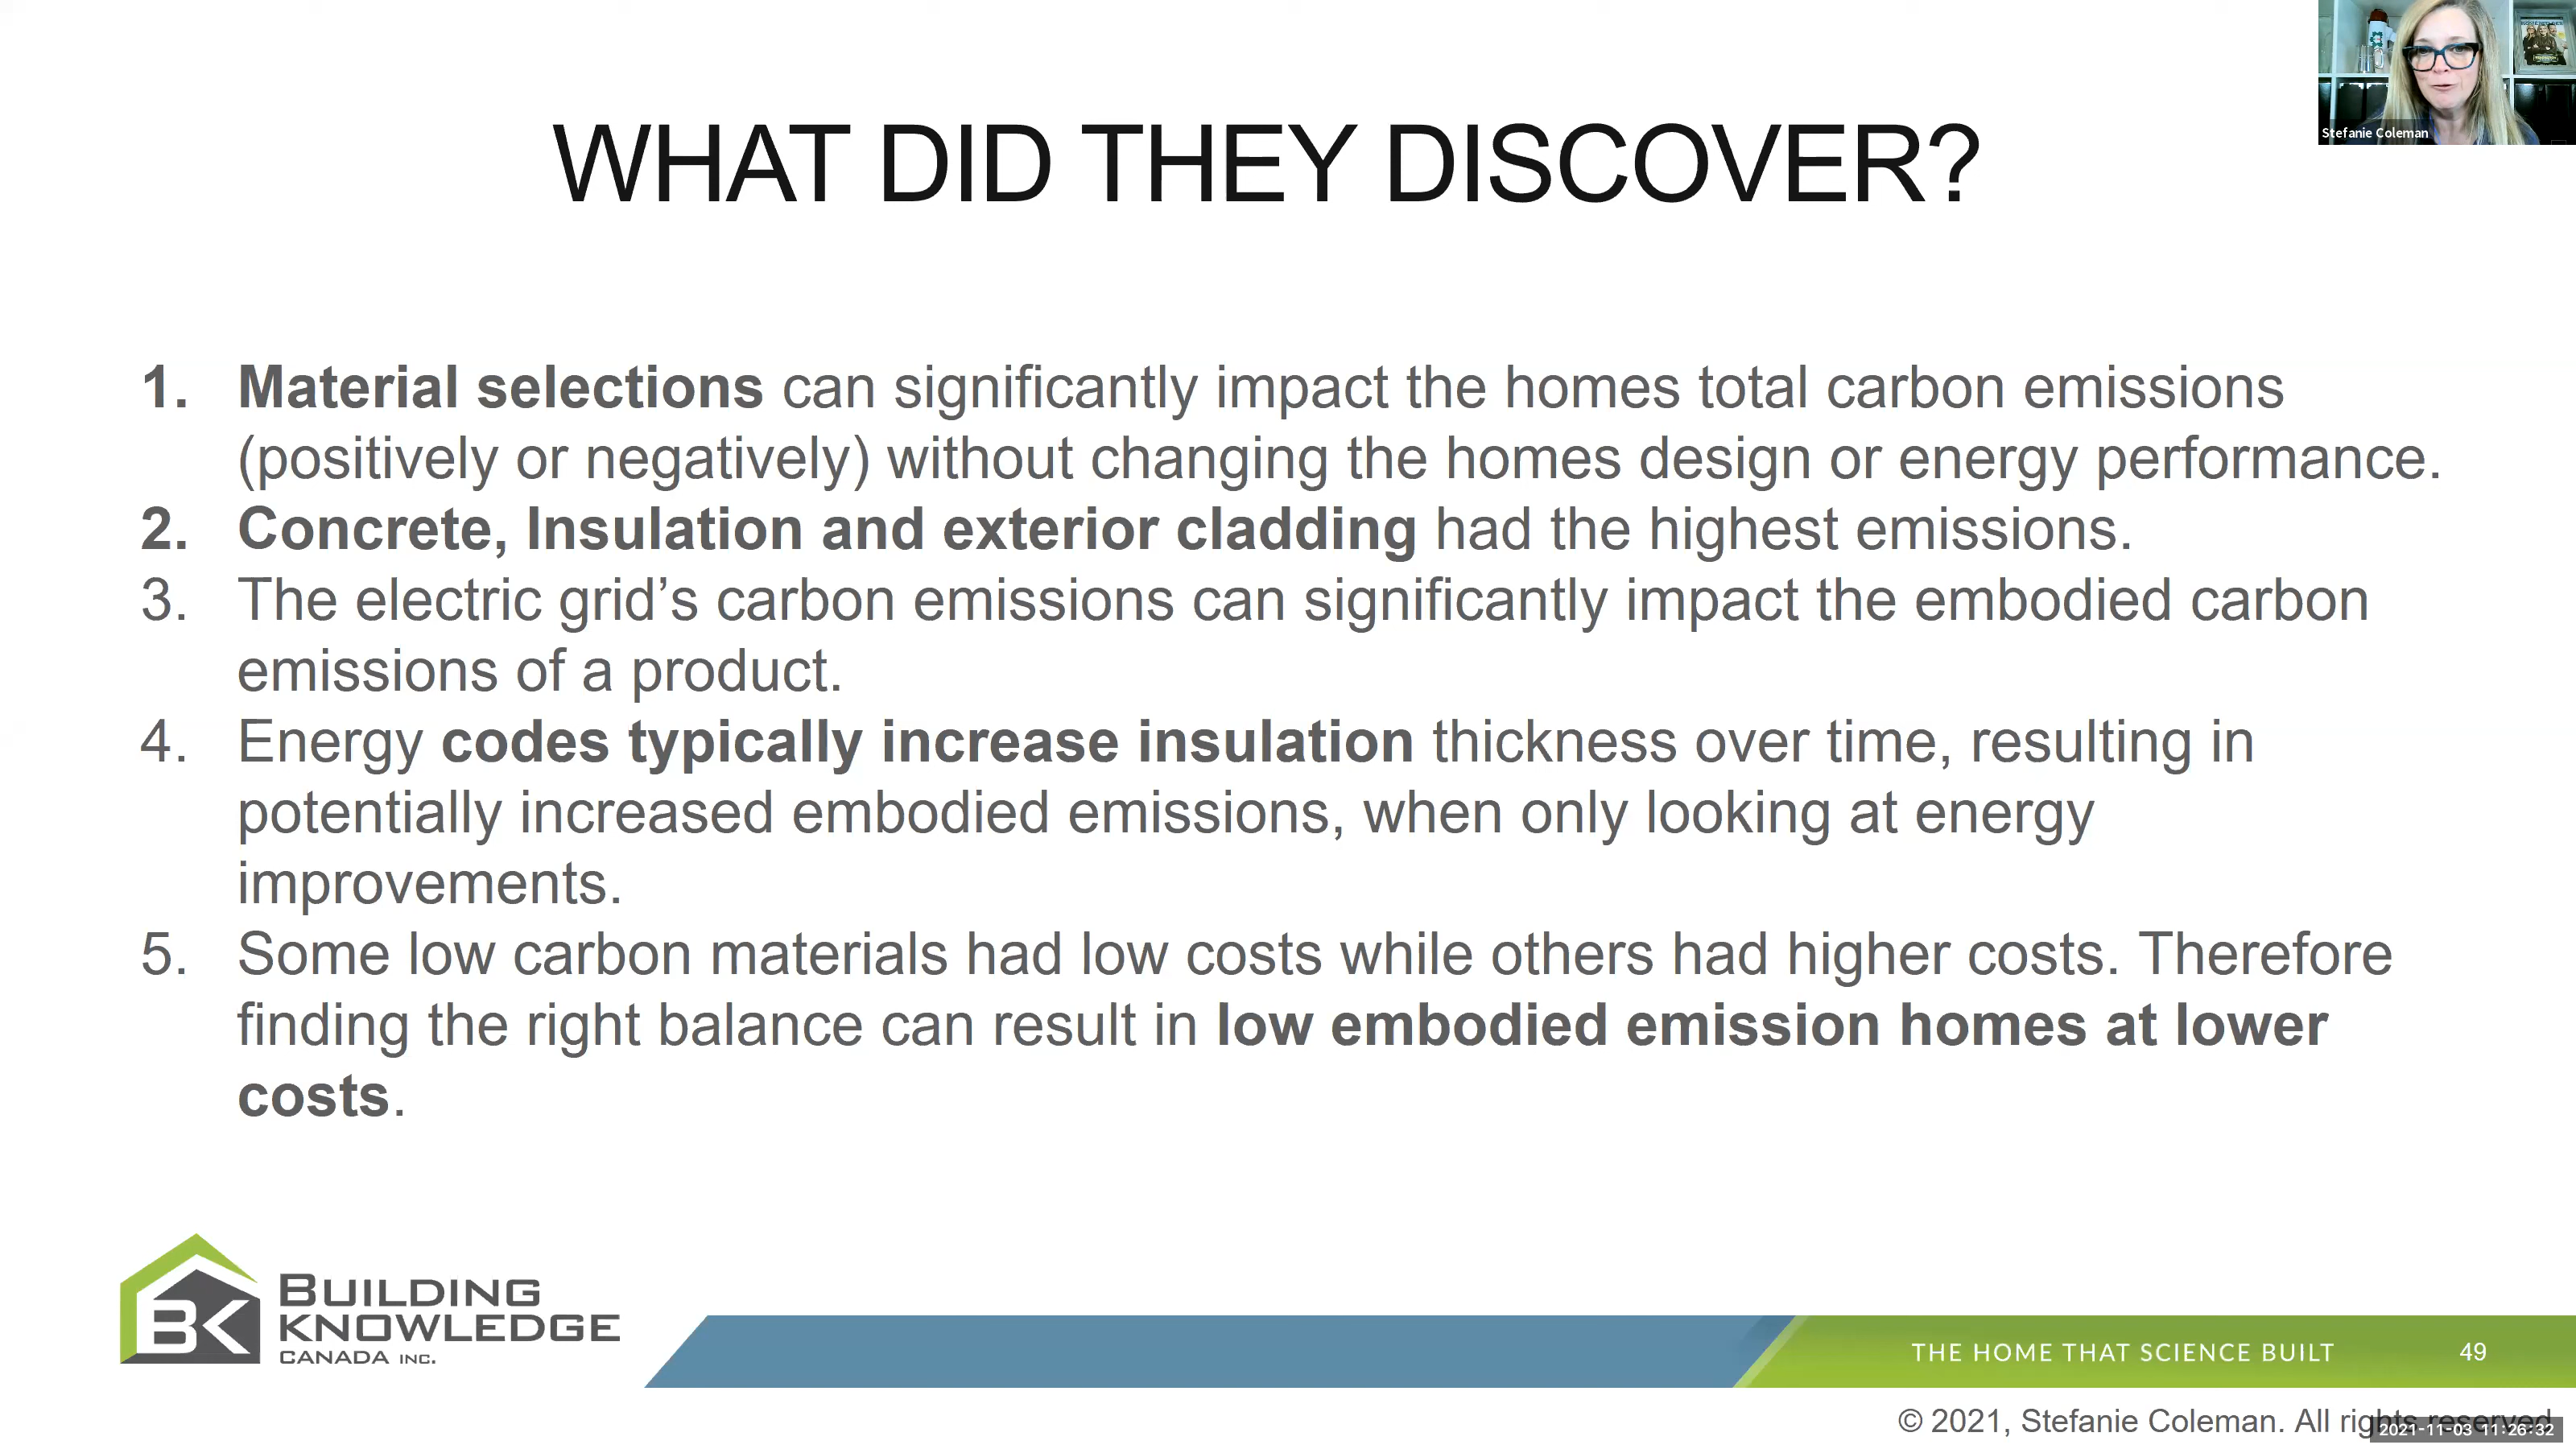 Stefanie Coleman
WHAT DID THEY DISCOVER?
1. Material selections can significantly impact the homes total carbon emissions
(positively or negatively) without changing the homes design or energy performance.
2. Concrete, Insulation and exterior cladding had the highest emissions.
3. The electric grid’s carbon emissions can significantly impact the embodied carbon
emissions of a product.
4. Energy codes typically increase insulation thickness over time, resulting in
potentially increased embodied emissions, when only looking at energy
improvements.
5. Some low carbon materials had low costs while others had higher costs. Therefore
finding the right balance can result in low embodied emission homes at lower
costs.
BK
BUILDING
KNOWLEDGE
CANADA INC.
THE HOME THAT SCIENCE BUILT 49
© 2021, Stefanie Coleman. All rights reserved
2021-11-03 11:26:32